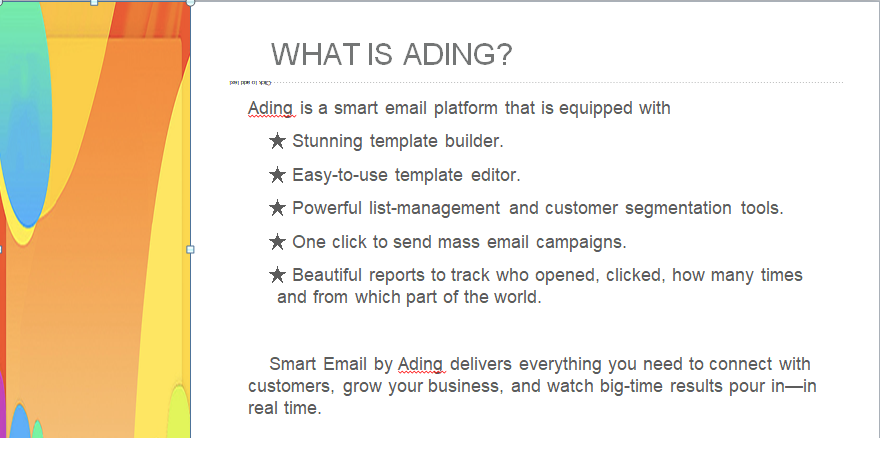 WHAT IS ADING?
Click to add text
Ading is a smart email platform that is equipped with
★ Stunning template builder.
★ Easy-to-use template editor.
★ Powerful list-management and customer segmentation tools.
★ One click to send mass email campaigns.
★ Beautiful reports to track who opened, clicked, how many times
and from which part of the world.
Smart Email by Ading delivers everything you need to connect with
customers, grow your business, and watch big-time results pour in—in
real time.